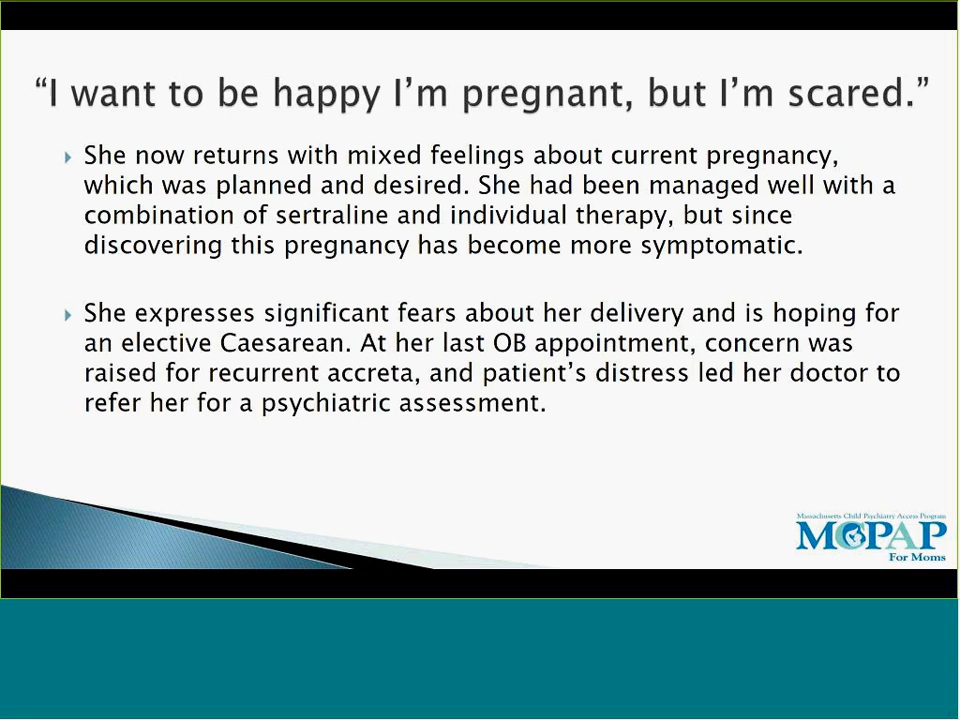 “I want to be happy I’m pregnant, but I’m scared.”
She now returns with mixed feelings about current pregnancy,
which was planned and desired. She had been managed well with a
combination of sertraline and individual therapy, but since
discovering this pregnancy has become more symptomatic.
She expresses significant fears about her delivery and is hoping for
an elective Caesarean. At her last OB appointment, concern was
raised for recurrent accreta, and patient’s distress led her doctor to
refer her for a psychiatric assessment.
Massachusetts Child Psychiatry Access Program
MCPAP
For Moms